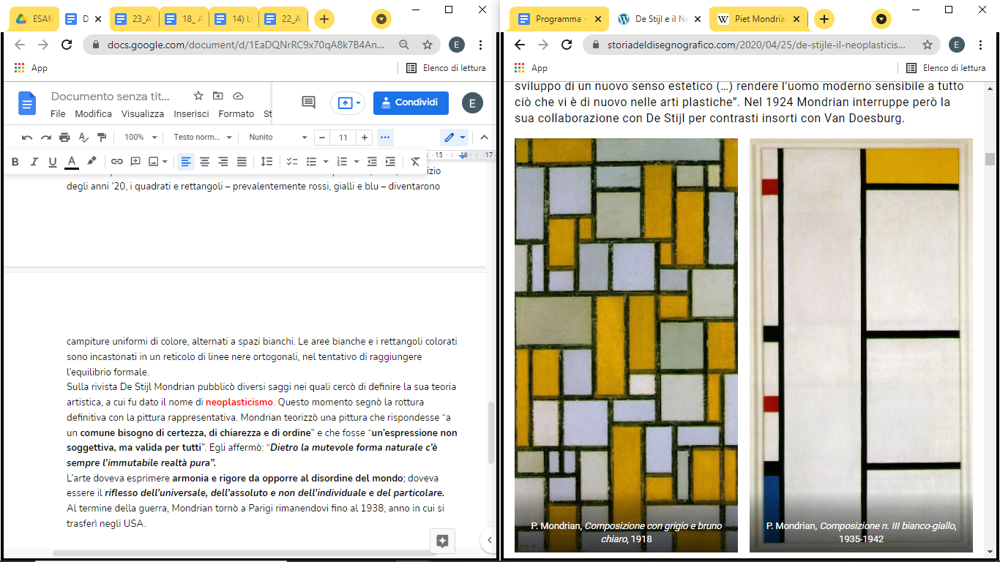 ESAM
D
23_A
18_A
14) LI
22_A
docs.google.com/document/d/1EaDQNrRC9x70qA8k7B4An...
E
App
Elenco di lettura
Documento senza tit...
Condividi
E
File Modifica Visualizza Inserisci Formato St
100% Testo norm... Nunito 11
B I U A
15 16 17
izio
degli anni ’20, i quadrati e rettangoli – prevalentemente rossi, gialli e blu – diventarono
campiture uniformi di colore, alternati a spazi bianchi. Le aree bianche e i rettangoli colorati
sono incastonati in un reticolo di linee nere ortogonali, nel tentativo di raggiungere
l’equilibrio formale.
Sulla rivista De Stijl Mondrian pubblicò diversi saggi nei quali cercò di definire la sua teoria
artistica, a cui fu dato il nome di neoplasticismo. Questo momento segnò la rottura
definitiva con la pittura rappresentativa. Mondrian teorizzò una pittura che rispondesse “a
un comune bisogno di certezza, di chiarezza e di ordine” e che fosse “un’espressione non
soggettiva, ma valida per tutti”. Egli affermò: “Dietro la mutevole forma naturale c’è
sempre l’immutabile realtà pura”.
L’arte doveva esprimere armonia e rigore da opporre al disordine del mondo; doveva
essere il riflesso dell’universale, dell’assoluto e non dell’individuale e del particolare.
Al termine della guerra, Mondrian tornò a Parigi rimanendovi fino al 1938, anno in cui si
trasferì negli USA.
Programma -
De Stijl e il Ne
Piet Mondria
storiadeldisegnografico.com/2020/04/25/de-stijle-il-neoplasticis...
E
App
Elenco di lettura
sviluppo di un nuovo senso estetico (…) rendere l’uomo moderno sensibile a tutto
ciò che vi è di nuovo nelle arti plastiche”. Nel 1924 Mondrian interruppe però la
sua collaborazione con De Stijl per contrasti insorti con Van Doesburg.
P. Mondrian, Composizione con grigio e bruno
chiaro, 1918
P. Mondrian, Composizione n. III bianco-giallo,
1935-1942